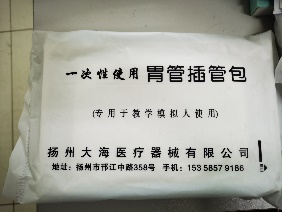 一次性使用 胃管插管包
(专用于教学模拟人使用)
扬州大海医疗器械有限公司
地址：扬州市邗江中路358号 手机：153 5857 9186